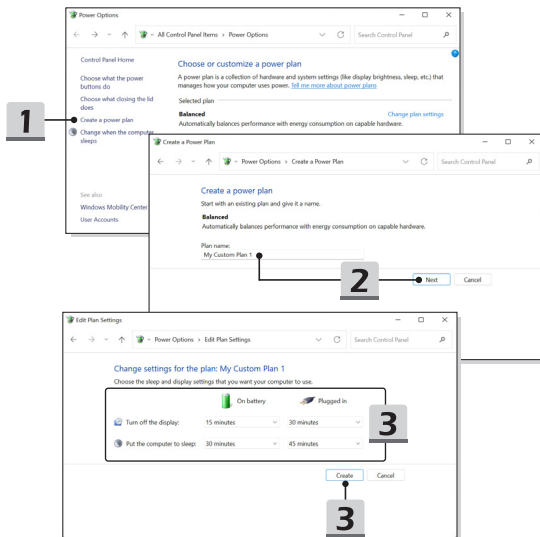 Power Options
All Control Panel Items › Power Options
Search Control Panel
Control Panel Home
Choose what the power
buttons do
Choose what closing the lid
does
Create a power plan
Change when the computer
sleeps
See also
Windows Mobility Center
User Accounts
Choose or customize a power plan
A power plan is a collection of hardware and system settings (like display brightness, sleep, etc.) that
manages how your computer uses power. Tell me more about power plans
Selected plan
Balanced
Change plan settings
Automatically balances performance with energy consumption on capable hardware.
1
Create a Power Plan
Power Options › Create a Power Plan
Search Control Panel
Create a power plan
Start with an existing plan and give it a name.
Balanced
Automatically balances performance with energy consumption on capable hardware.
Plan name:
My Custom Plan 1
2
Next
Cancel
Edit Plan Settings
Power Options › Edit Plan Settings
Search Control Panel
Change settings for the plan: My Custom Plan 1
Choose the sleep and display settings that you want your computer to use.
On battery
Plugged in
Turn off the display: 15 minutes 30 minutes
Put the computer to sleep: 30 minutes 45 minutes
3
Create
Cancel
3